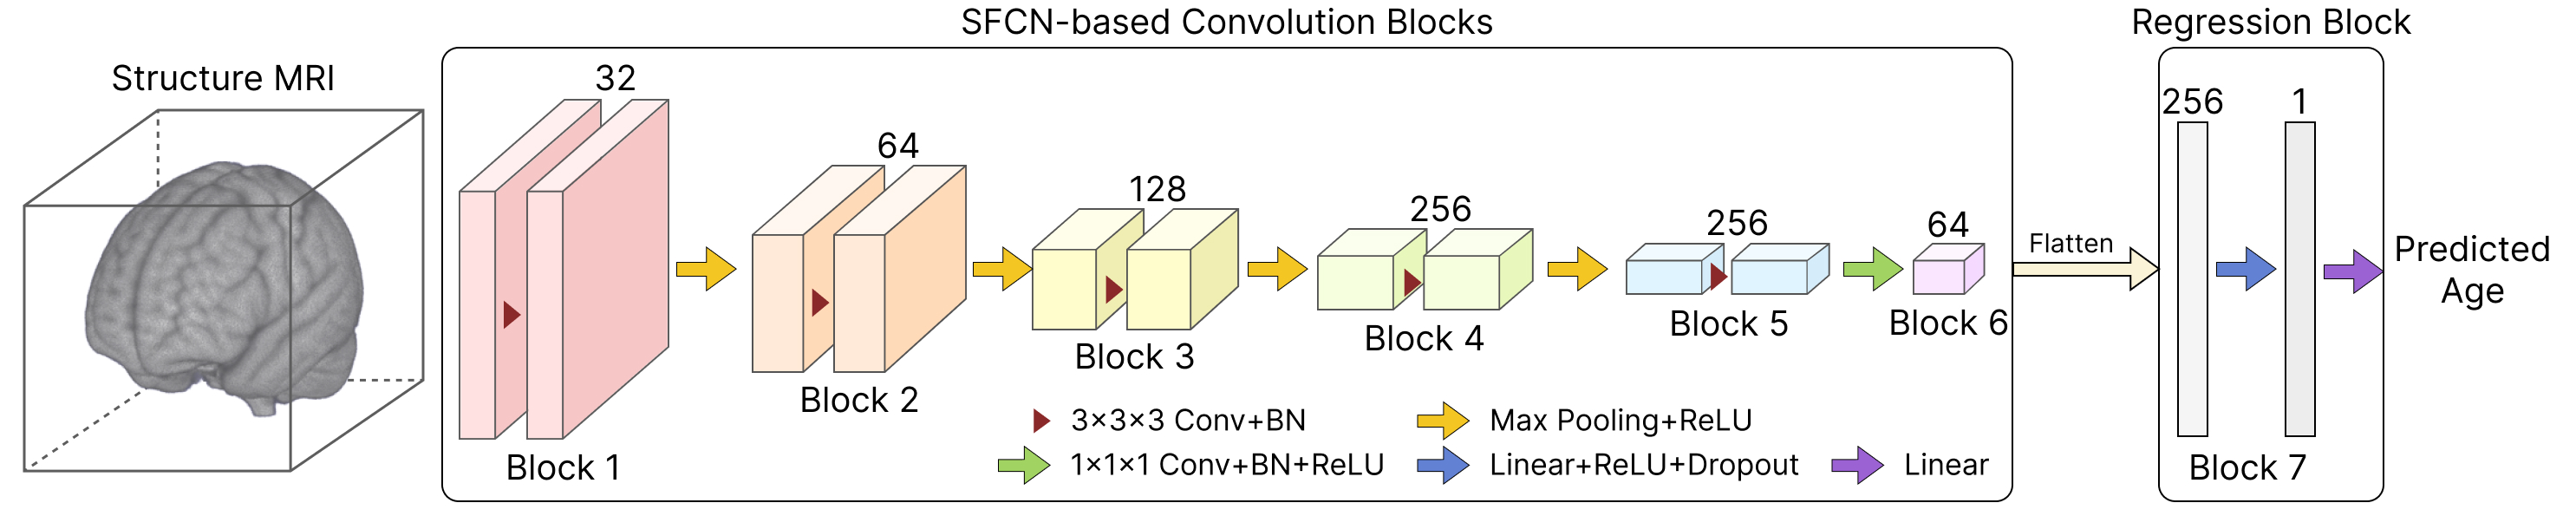 SFCN-based Convolution Blocks
Regression Block
Structure MRI
32
64
128
256
256
64
Flatten
256
1
Predicted
Age
Block 1
Block 2
Block 3
Block 4
Block 5
Block 6
Block 7
3×3×3 Conv+BN
Max Pooling+ReLU
1×1×1 Conv+BN+ReLU
Linear+ReLU+Dropout
Linear